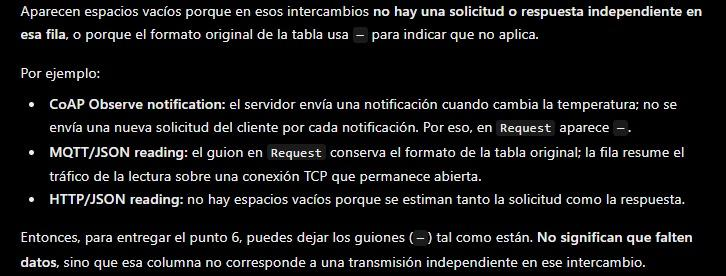 Aparecen espacios vacíos porque en esos intercambios no hay una solicitud o respuesta independiente en
esa fila, o porque el formato original de la tabla usa — para indicar que no aplica.
Por ejemplo:
• CoAP Observe notification: el servidor envía una notificación cuando cambia la temperatura; no se
envía una nueva solicitud del cliente por cada notificación. Por eso, en Request aparece —.
• MQTT/JSON reading: el guion en Request conserva el formato de la tabla original; la fila resume el
tráfico de la lectura sobre una conexión TCP que permanece abierta.
• HTTP/JSON reading: no hay espacios vacíos porque se estiman tanto la solicitud como la respuesta.
Entonces, para entregar el punto 6, puedes dejar los guiones (—) tal como están. No significan que falten
datos, sino que esa columna no corresponde a una transmisión independiente en ese intercambio.